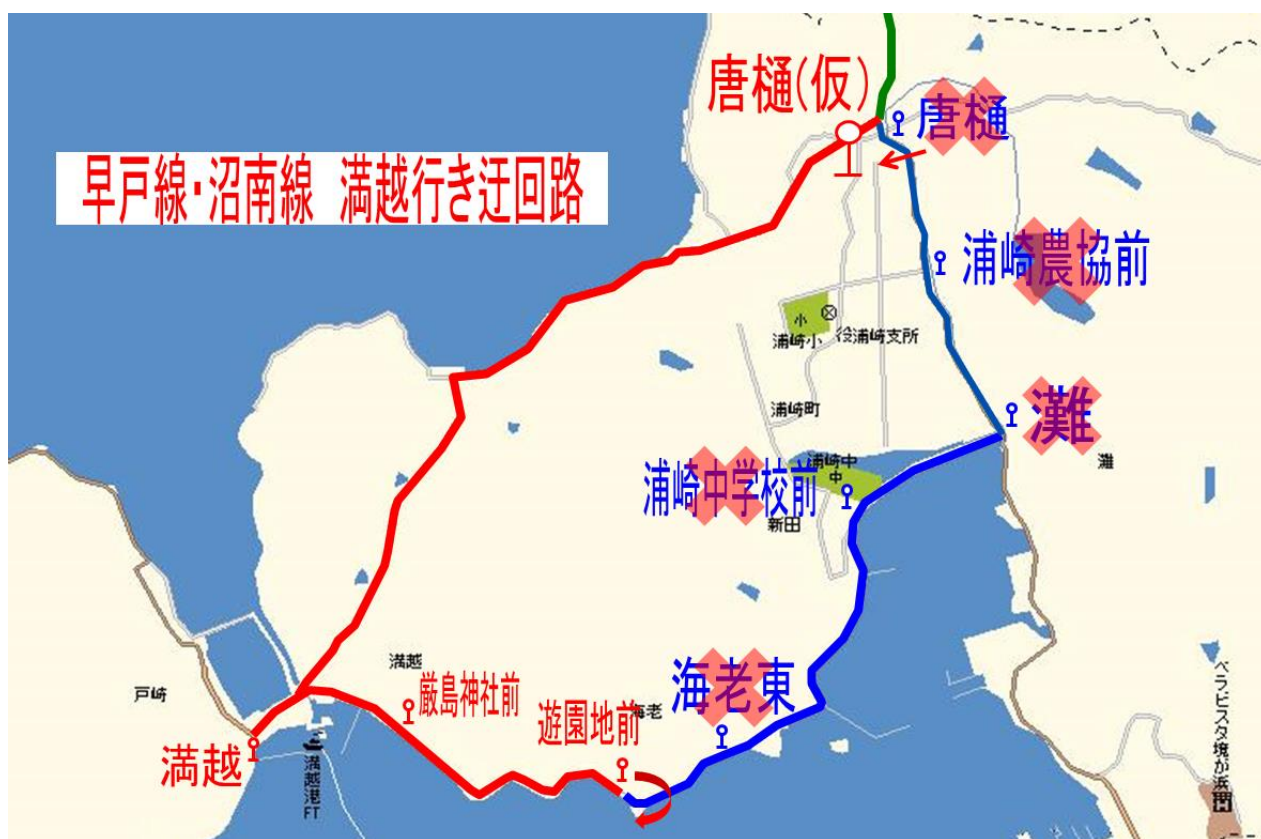 唐樋(仮)
唐樋
早戸線・沼南線 満越行き迂回路
浦崎農協前
小
浦崎小
役浦崎支所
浦崎町
灘
灘
浦崎中
中
浦崎中学校前
新田
満越
戸崎
厳島神社前
海老
海老東
遊園地前
満越
満越港FT
ベラビスタ境が浜
H